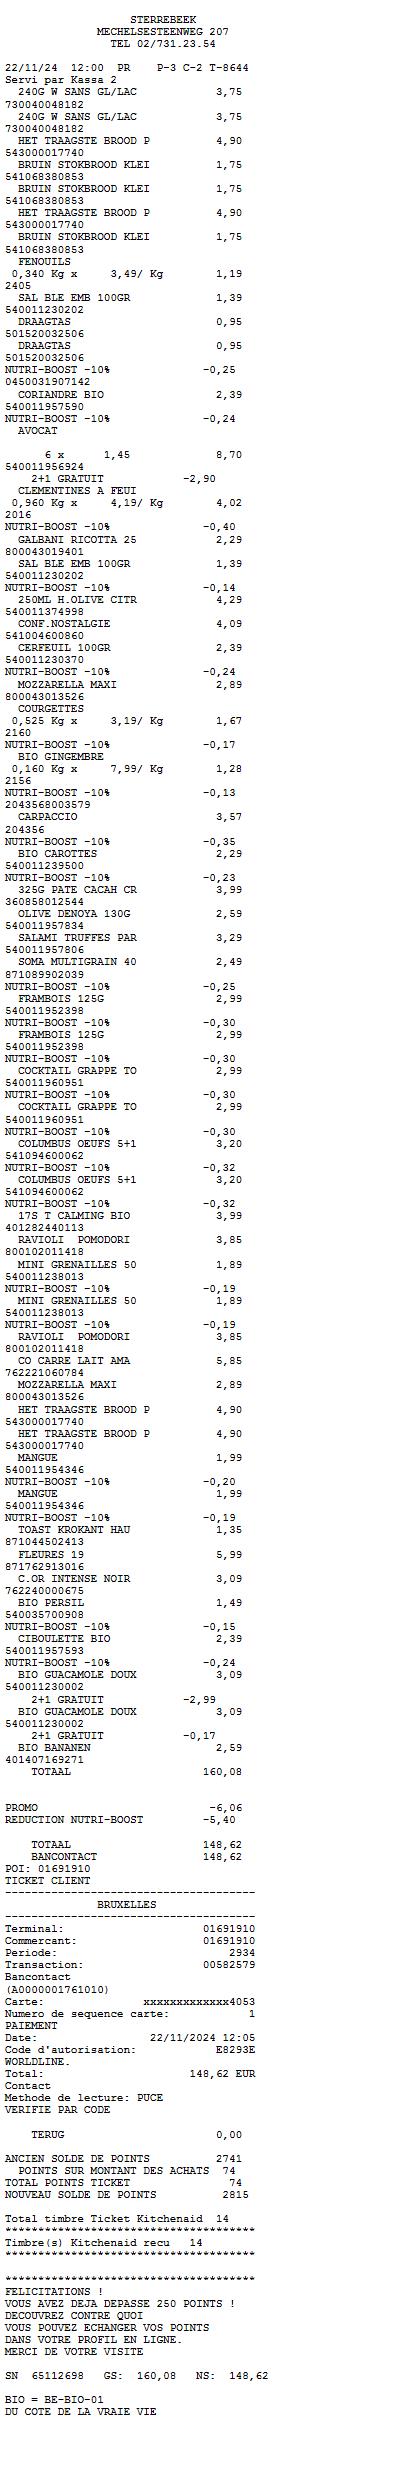 STERREBEEK
MECHELSESTEENWEG 207
TEL 02/731.23.54
22/11/24 12:00 PR P-3 C-2 T-8644
Servi par Kassa 2
240G W SANS GL/LAC 3,75
730040048182
240G W SANS GL/LAC 3,75
730040048182
HET TRAAGSTE BROOD P 4,90
543000017740
BRUIN STOKBROOD KLEI 1,75
541068380853
BRUIN STOKBROOD KLEI 1,75
541068380853
HET TRAAGSTE BROOD P 4,90
543000017740
BRUIN STOKBROOD KLEI 1,75
541068380853
FENOUILS
0,340 Kg x 3,49/ Kg 1,19
2405
SAL BLE EMB 100GR 1,39
540011230202
DRAAGTAS 0,95
501520032506
DRAAGTAS 0,95
501520032506
NUTRI-BOOST -10% -0,25
0450031907142
CORIANDRE BIO 2,39
540011957590
NUTRI-BOOST -10% -0,24
AVOCAT
6 x 1,45 8,70
540011956924
2+1 GRATUIT -2,90
CLEMENTINES A FEUI
0,960 Kg x 4,19/ Kg 4,02
2016
NUTRI-BOOST -10% -0,40
GALBANI RICOTTA 25 2,29
800043019401
SAL BLE EMB 100GR 1,39
540011230202
NUTRI-BOOST -10% -0,14
250ML H.OLIVE CITR 4,29
540011374998
CONF.NOSTALGIE 4,09
541004600860
CERFEUIL 100GR 2,39
540011230370
NUTRI-BOOST -10% -0,24
MOZZARELLA MAXI 2,89
800043013526
COURGETTES
0,525 Kg x 3,19/ Kg 1,67
2160
NUTRI-BOOST -10% -0,17
BIO GINGEMBRE
0,160 Kg x 7,99/ Kg 1,28
2156
NUTRI-BOOST -10% -0,13
2043568003579
CARPACCIO 3,57
204356
NUTRI-BOOST -10% -0,35
BIO CAROTTES 2,29
540011239500
NUTRI-BOOST -10% -0,23
325G PATE CACAH CR 3,99
360858012544
OLIVE DENOYA 130G 2,59
540011957834
SALAMI TRUFFES PAR 3,29
540011957806
SOMA MULTIGRAIN 40 2,49
871089902039
NUTRI-BOOST -10% -0,25
FRAMBOIS 125G 2,99
540011952398
NUTRI-BOOST -10% -0,30
FRAMBOIS 125G 2,99
540011952398
NUTRI-BOOST -10% -0,30
COCKTAIL GRAPPE TO 2,99
540011960951
NUTRI-BOOST -10% -0,30
COCKTAIL GRAPPE TO 2,99
540011960951
NUTRI-BOOST -10% -0,30
COLUMBUS OEUFS 5+1 3,20
541094600062
NUTRI-BOOST -10% -0,32
COLUMBUS OEUFS 5+1 3,20
541094600062
NUTRI-BOOST -10% -0,32
17S T CALMING BIO 3,99
401282440113
RAVIOLI POMODORI 3,85
800102011418
MINI GRENAILLES 50 1,89
540011238013
NUTRI-BOOST -10% -0,19
MINI GRENAILLES 50 1,89
540011238013
NUTRI-BOOST -10% -0,19
RAVIOLI POMODORI 3,85
800102011418
CO CARRE LAIT AMA 5,85
762221060784
MOZZARELLA MAXI 2,89
800043013526
HET TRAAGSTE BROOD P 4,90
543000017740
HET TRAAGSTE BROOD P 4,90
543000017740
MANGUE 1,99
540011954346
NUTRI-BOOST -10% -0,20
MANGUE 1,99
540011954346
NUTRI-BOOST -10% -0,19
TOAST KROKANT HAU 1,35
871044502413
FLEURES 19 5,99
871762913016
C.OR INTENSE NOIR 3,09
762240000675
BIO PERSIL 1,49
540035700908
NUTRI-BOOST -10% -0,15
CIBOULETTE BIO 2,39
540011957593
NUTRI-BOOST -10% -0,24
BIO GUACAMOLE DOUX 3,09
540011230002
2+1 GRATUIT -2,99
BIO GUACAMOLE DOUX 3,09
540011230002
2+1 GRATUIT -0,17
BIO BANANEN 2,59
401407169271
TOTAAL 160,08
PROMO -6,06
REDUCTION NUTRI-BOOST -5,40
TOTAAL 148,62
BANCONTACT 148,62
POI: 01691910
TICKET CLIENT
--------------------------------------
BRUXELLES
--------------------------------------
Terminal: 01691910
Commercant: 01691910
Periode: 2934
Transaction: 00582579
Bancontact
(A0000001761010)
Carte: xxxxxxxxxxxxx4053
Numero de sequence carte: 1
PAIEMENT
Date: 22/11/2024 12:05
Code d'autorisation: E8293E
WORLDLINE.
Total: 148,62 EUR
Contact
Methode de lecture: PUCE
VERIFIE PAR CODE
TERUG 0,00
ANCIEN SOLDE DE POINTS 2741
POINTS SUR MONTANT DES ACHATS 74
TOTAL POINTS TICKET 74
NOUVEAU SOLDE DE POINTS 2815
Total timbre Ticket Kitchenaid 14
**************************************
Timbre(s) Kitchenaid recu 14
**************************************
**************************************
FELICITATIONS !
VOUS AVEZ DEJA DEPASSE 250 POINTS !
DECOUVREZ CONTRE QUOI
VOUS POUVEZ ECHANGER VOS POINTS
DANS VOTRE PROFIL EN LIGNE.
MERCI DE VOTRE VISITE
SN 65112698 GS: 160,08 NS: 148,62
BIO = BE-BIO-01
DU COTE DE LA VRAIE VIE